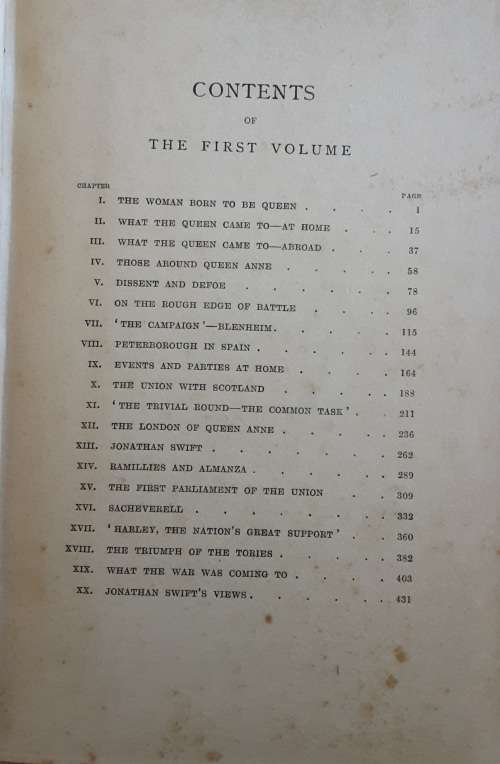 CONTENTS
OF
THE FIRST VOLUME
CHAPTER PAGE
I. THE WOMAN BORN TO BE QUEEN . . . . 1
II. WHAT THE QUEEN CAME TO—AT HOME . . . 15
III. WHAT THE QUEEN CAME TO—ABROAD . . . 37
IV. THOSE AROUND QUEEN ANNE . . . . 58
V. DISSENT AND DEFOE . . . . . 78
VI. ON THE ROUGH EDGE OF BATTLE . . . . 96
VII. 'THE CAMPAIGN'—BLENHEIM. . . . . 115
VIII. PETERBOROUGH IN SPAIN . . . . . . 144
IX. EVENTS AND PARTIES AT HOME . . . . 164
X. THE UNION WITH SCOTLAND . . . . . 188
XI. 'THE TRIVIAL ROUND—THE COMMON TASK' . . 211
XII. THE LONDON OF QUEEN ANNE . . . . . 236
XIII. JONATHAN SWIFT . . . . . . . 262
XIV. RAMILLIES AND ALMANZA . . . . . . 289
XV. THE FIRST PARLIAMENT OF THE UNION . . 309
XVI. SACHEVERELL . . . . . . . 332
XVII. 'HARLEY, THE NATION'S GREAT SUPPORT' . . 360
XVIII. THE TRIUMPH OF THE TORIES . . . . . 382
XIX. WHAT THE WAR WAS COMING TO . . . . 403
XX. JONATHAN SWIFT'S VIEWS . . . . . . 431